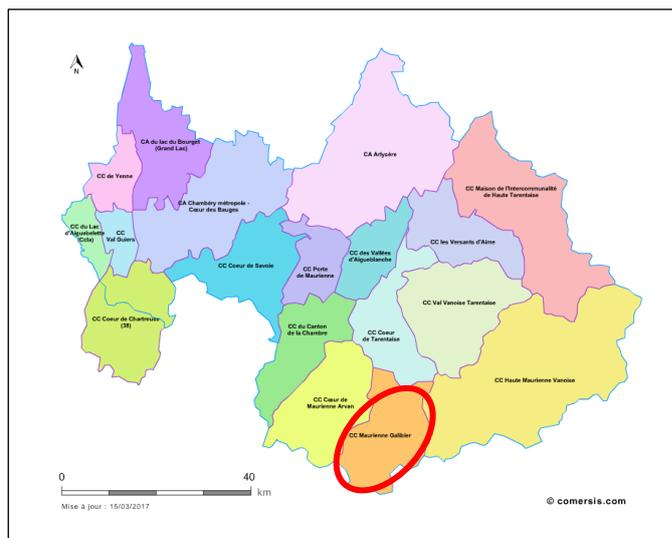 N
CA du lac du Bourget
(Grand Lac)
CA Arlysère
CC de Yenne
CC Maison de l'Intercommunalité
de Haute Tarentaise
CA Chambéry métropole -
Cœur des Bauges
CC du Lac
d'Aiguebelette
(Ccla)
CC
Val Guiers
CC les Versants d'Aime
CC des Vallées
d'Aigueblanche
CC Coeur de Savoie
CC Porte
de Maurienne
CC Val Vanoise Tarentaise
CC Coeur de Chartreuse
(38)
CC du Canton
de la Chambre
CC Coeur
de Tarentaise
CC Haute Maurienne Vanoise
CC Cœur de
Maurienne Arvan
CC Maurienne Galibier
0 40
km
Mise à jour : 15/03/2017
© comersis.com